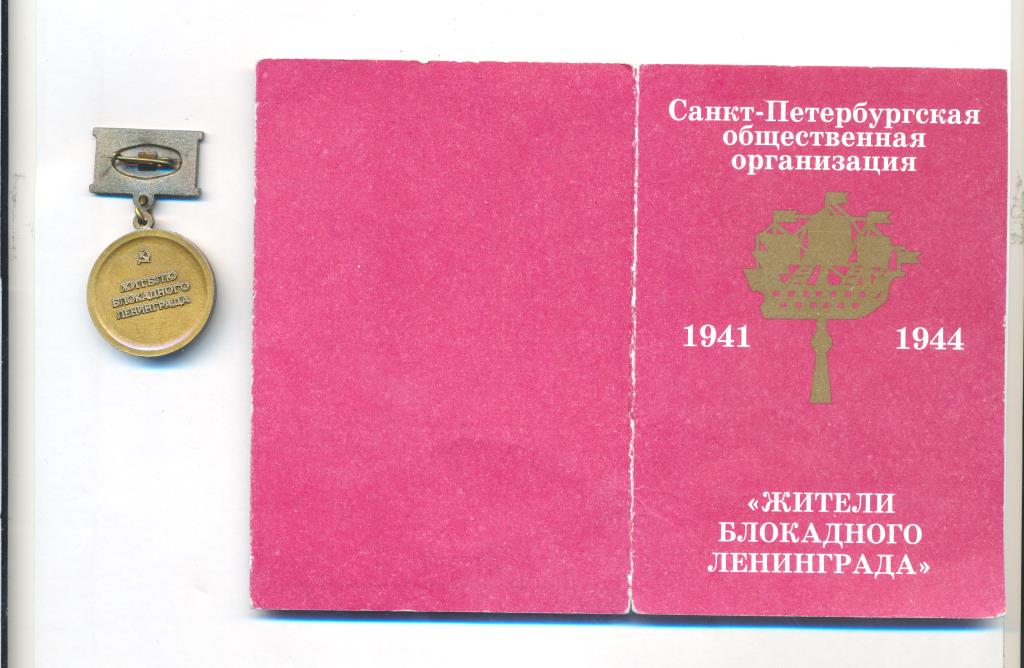 ЖИТЕЛЮ
БЛОКАДНОГО
ЛЕНИНГРАДА
Санкт-Петербургская
общественная
организация
1941 1944
«ЖИТЕЛИ
БЛОКАДНОГО
ЛЕНИНГРАДА»